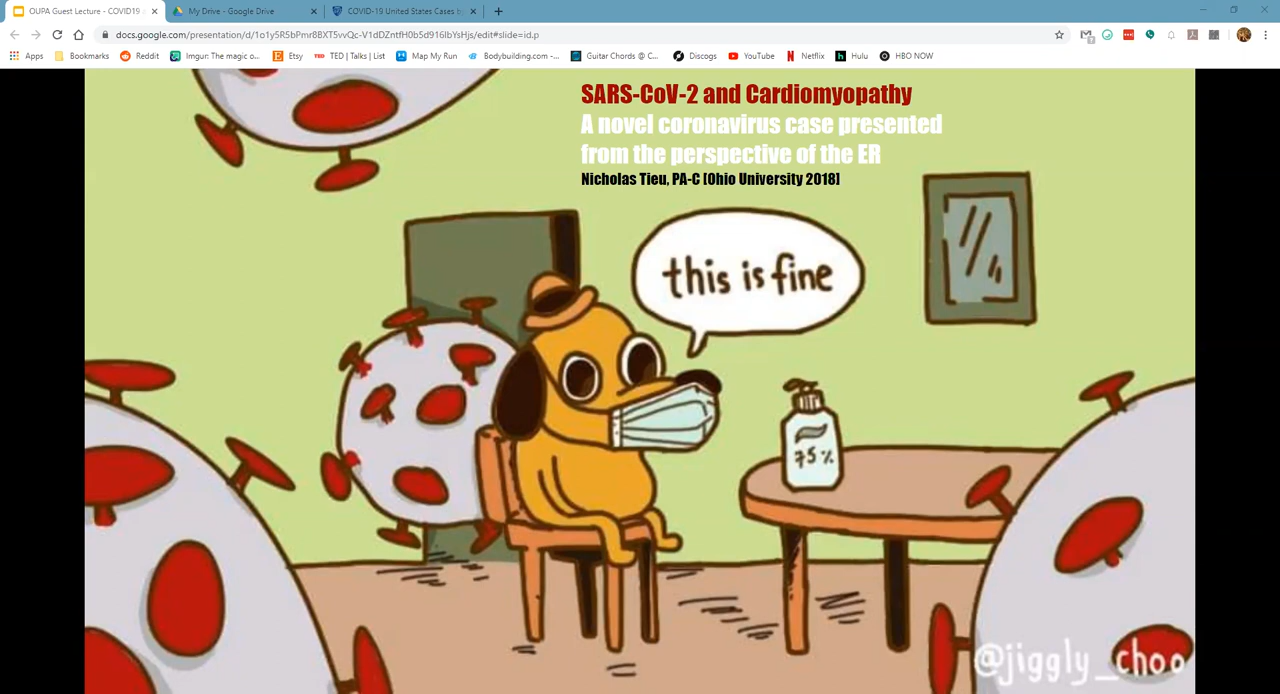 OUPA Guest Lecture - COVID19
My Drive - Google Drive
COVID-19 United States Cases by
docs.google.com/presentation/d/1o1y5R5bPmr8BXT5vvQc-V1dDZntfH0b5d916IbYsHjs/edit#slide=id.p
Apps Bookmarks Reddit Imgur: The magic o... Etsy TED | Talks | List Map My Run Bodybuilding.com -... Guitar Chords @ C... Discogs YouTube Netflix Hulu HBO NOW
SARS-CoV-2 and Cardiomyopathy
A novel coronavirus case presented
from the perspective of the ER
Nicholas Tieu, PA-C [Ohio University 2018]
this is fine
75%
@jiggly_choo